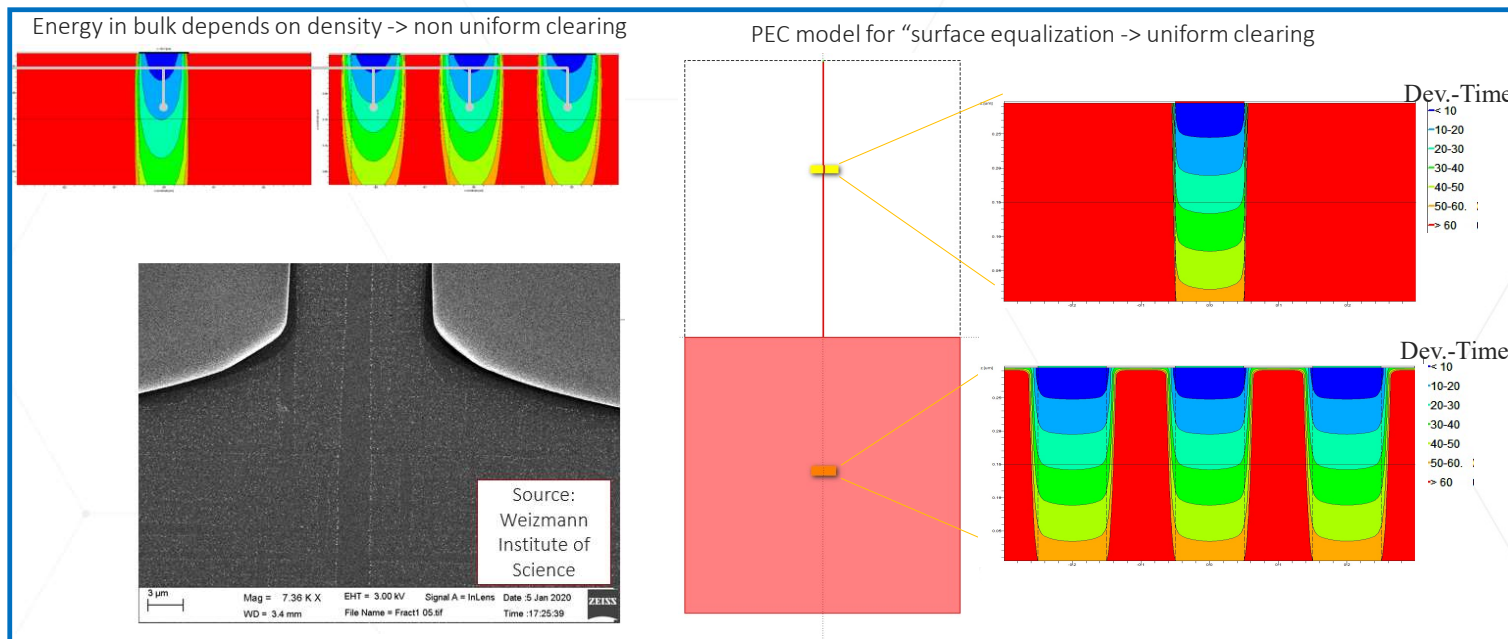 Energy in bulk depends on density -> non uniform clearing
PEC model for “surface equalization -> uniform clearing
Dev.-Time
< 10
10-20
20-30
30-40
40-50
50-60.
> 60
Dev.-Time
< 10
10-20
20-30
30-40
40-50
50-60.
> 60
Source:
Weizmann
Institute of
Science
3 µm
Mag = 7.36 K X
EHT = 3.00 kV
Signal A = InLens
Date :5 Jan 2020
WD = 3.4 mm
File Name = Fract1 05.tif
Time :17:25:39
ZEISS